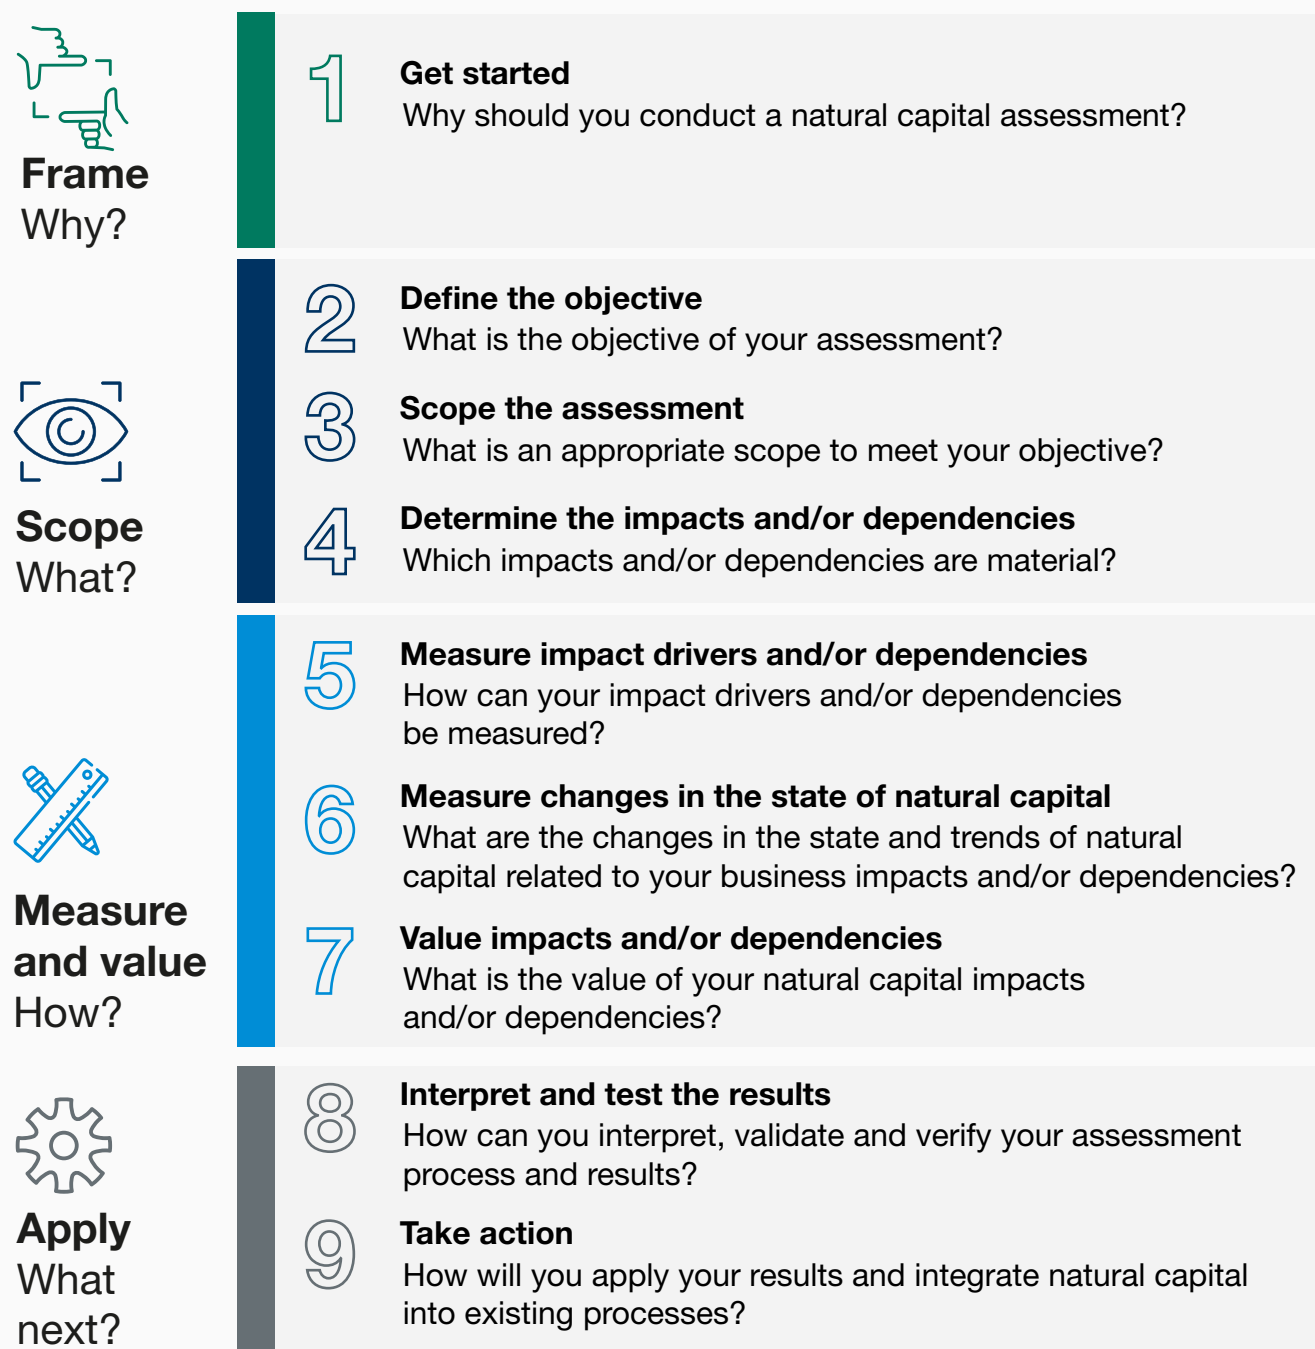 Frame
Why?
1
Get started
Why should you conduct a natural capital assessment?
Scope
What?
2
Define the objective
What is the objective of your assessment?
3
Scope the assessment
What is an appropriate scope to meet your objective?
4
Determine the impacts and/or dependencies
Which impacts and/or dependencies are material?
Measure
and value
How?
5
Measure impact drivers and/or dependencies
How can your impact drivers and/or dependencies
be measured?
6
Measure changes in the state of natural capital
What are the changes in the state and trends of natural
capital related to your business impacts and/or dependencies?
7
Value impacts and/or dependencies
What is the value of your natural capital impacts
and/or dependencies?
Apply
What
next?
8
Interpret and test the results
How can you interpret, validate and verify your assessment
process and results?
9
Take action
How will you apply your results and integrate natural capital
into existing processes?